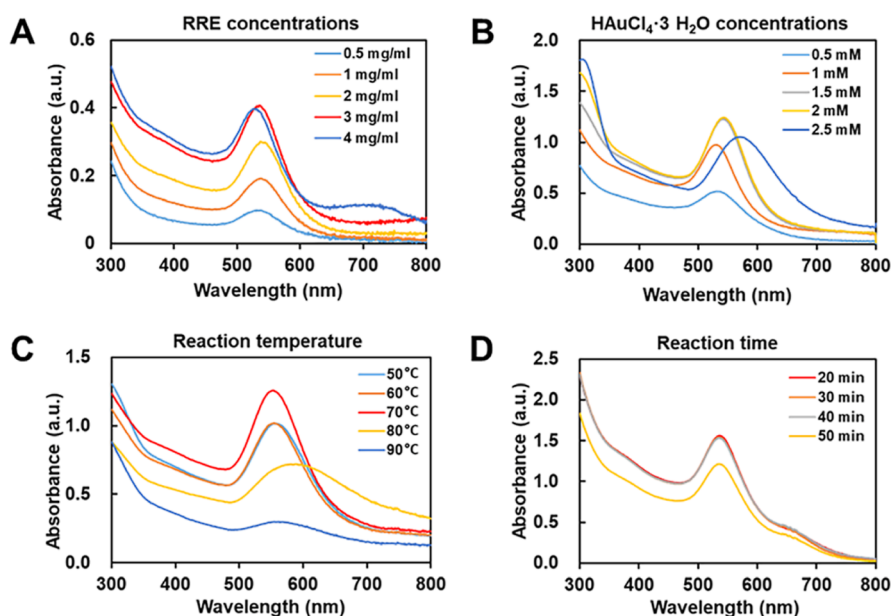 A
RRE concentrations
Absorbance (a.u.)
0.6
0.4
0.2
0
0.5 mg/ml
1 mg/ml
2 mg/ml
3 mg/ml
4 mg/ml
300 400 500 600 700 800
Wavelength (nm)
B
HAuCl₄·3 H₂O concentrations
Absorbance (a.u.)
2.0
1.5
1.0
0.5
0.0
0.5 mM
1 mM
1.5 mM
2 mM
2.5 mM
300 400 500 600 700 800
Wavelength (nm)
C
Reaction temperature
Absorbance (a.u.)
1.5
1.0
0.5
0.0
50°C
60°C
70°C
80°C
90°C
300 400 500 600 700 800
Wavelength (nm)
D
Reaction time
Absorbance (a.u.)
2.5
2.0
1.5
1.0
0.5
0.0
20 min
30 min
40 min
50 min
300 400 500 600 700 800
Wavelength (nm)